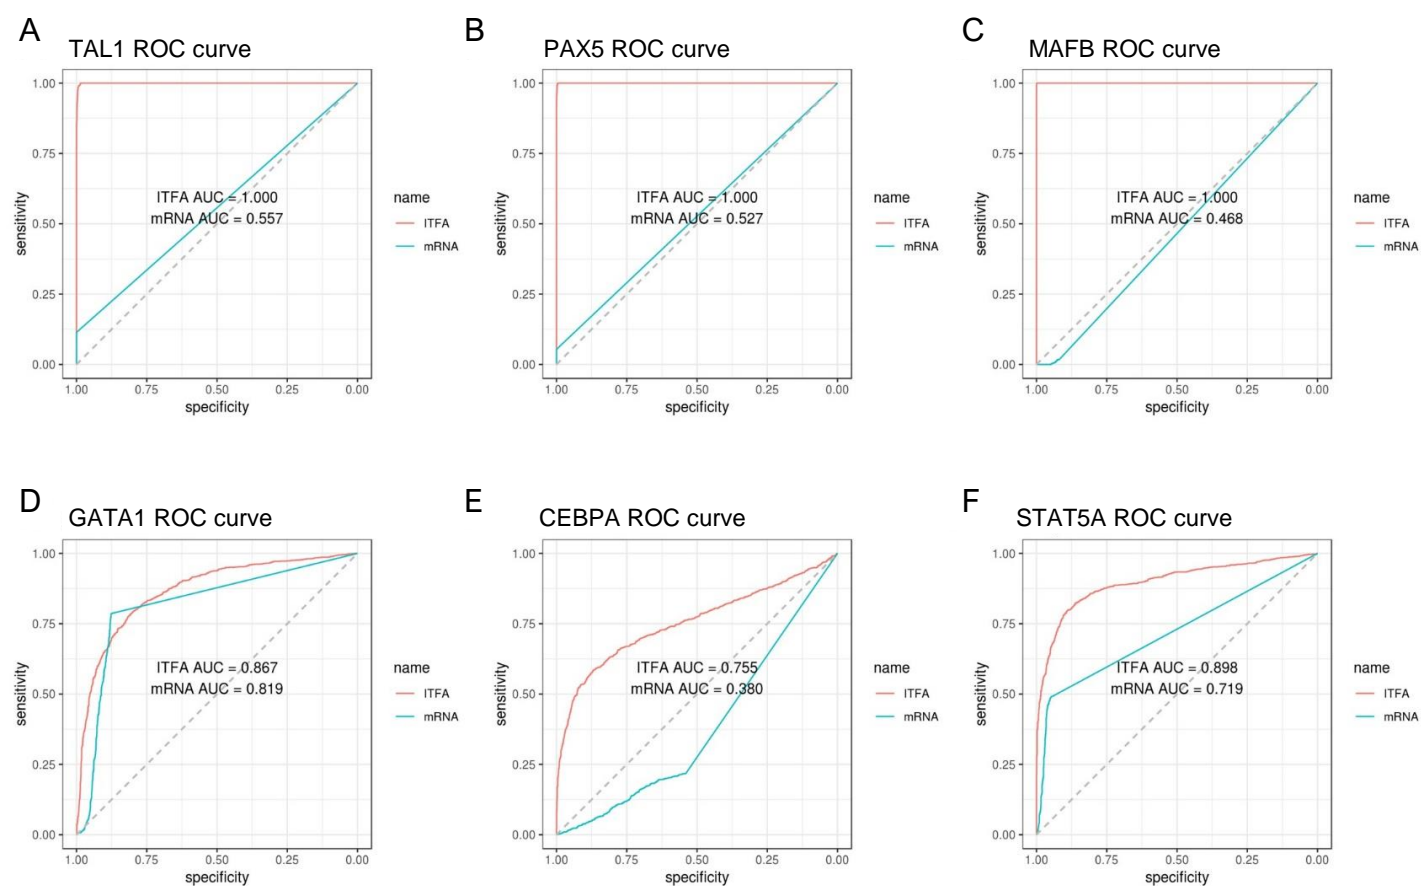 A
TAL1 ROC curve
1.00
0.75
0.50
0.25
0.00
sensitivity
ITFA AUC = 1.000
mRNA AUC = 0.557
1.00 0.75 0.50 0.25 0.00
specificity
name
ITFA
mRNA
B
PAX5 ROC curve
1.00
0.75
0.50
0.25
0.00
sensitivity
ITFA AUC = 1.000
mRNA AUC = 0.527
1.00 0.75 0.50 0.25 0.00
specificity
name
ITFA
mRNA
C
MAFB ROC curve
1.00
0.75
0.50
0.25
0.00
sensitivity
ITFA AUC = 1.000
mRNA AUC = 0.468
1.00 0.75 0.50 0.25 0.00
specificity
name
ITFA
mRNA
D
GATA1 ROC curve
1.00
0.75
0.50
0.25
0.00
sensitivity
ITFA AUC = 0.867
mRNA AUC = 0.819
1.00 0.75 0.50 0.25 0.00
specificity
name
ITFA
mRNA
E
CEBPA ROC curve
1.00
0.75
0.50
0.25
0.00
sensitivity
ITFA AUC = 0.755
mRNA AUC = 0.380
1.00 0.75 0.50 0.25 0.00
specificity
name
ITFA
mRNA
F
STAT5A ROC curve
1.00
0.75
0.50
0.25
0.00
sensitivity
ITFA AUC = 0.898
mRNA AUC = 0.719
1.00 0.75 0.50 0.25 0.00
specificity
name
ITFA
mRNA